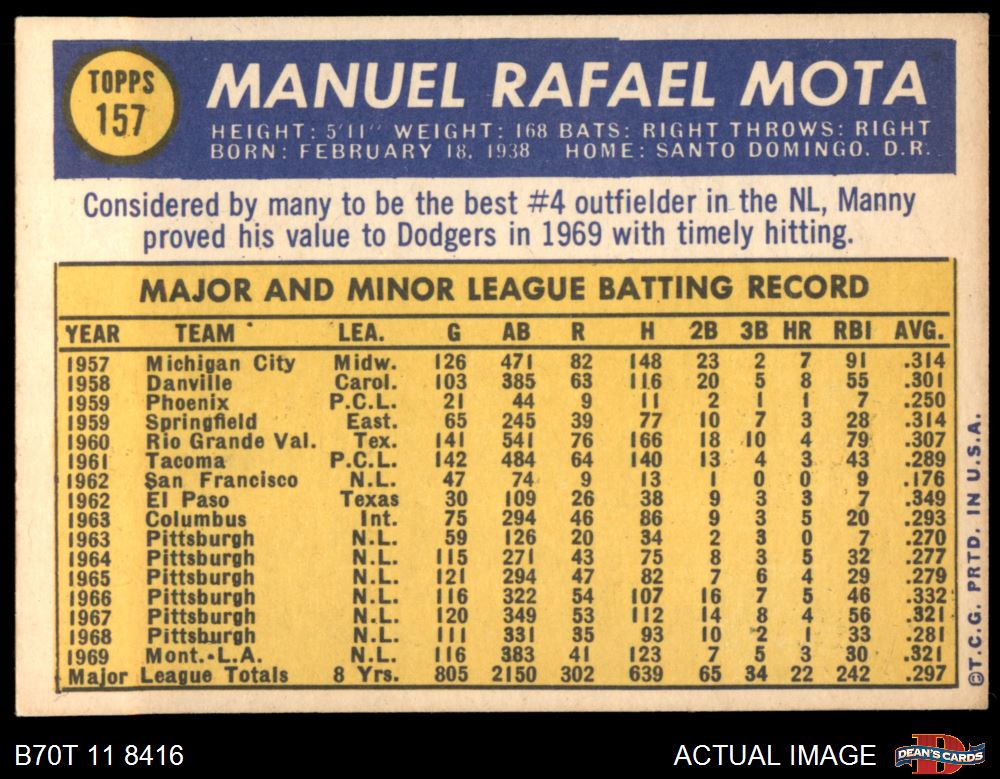 TOPPS
157
MANUEL RAFAEL MOTA
HEIGHT: 5'11" WEIGHT: 168 BATS: RIGHT THROWS: RIGHT
BORN: FEBRUARY 18, 1938 HOME: SANTO DOMINGO, D.R.
Considered by many to be the best #4 outfielder in the NL, Manny
proved his value to Dodgers in 1969 with timely hitting.
MAJOR AND MINOR LEAGUE BATTING RECORD
YEAR TEAM LEA. G AB R H 2B 3B HR RBI AVG.
1957 Michigan City Midw. 126 471 82 148 23 2 7 91 .314
1958 Danville Carol. 103 385 63 116 20 5 8 55 .301
1959 Phoenix P.C.L. 21 44 9 11 2 1 1 7 .250
1959 Springfield East. 65 245 39 77 10 7 3 28 .314
1960 Rio Grande Val. Tex. 141 541 76 166 18 10 4 79 .307
1961 Tacoma P.C.L. 142 484 64 140 13 4 3 43 .289
1962 San Francisco N.L. 47 74 9 13 1 0 0 9 .176
1962 El Paso Texas 30 109 26 38 9 3 3 7 .349
1963 Columbus Int. 75 294 46 86 9 3 5 20 .293
1963 Pittsburgh N.L. 59 126 20 34 2 3 0 7 .270
1964 Pittsburgh N.L. 115 271 43 75 8 3 5 32 .277
1965 Pittsburgh N.L. 121 294 47 82 7 6 4 29 .279
1966 Pittsburgh N.L. 116 322 54 107 16 7 5 46 .332
1967 Pittsburgh N.L. 120 349 53 112 14 8 4 56 .321
1968 Pittsburgh N.L. 111 331 35 93 10 2 1 33 .281
1969 Mont.-L.A. N.L. 116 383 41 123 7 5 3 30 .321
Major League Totals 8 Yrs. 805 2150 302 639 65 34 22 242 .297
©T.C.G. PRTD. IN U.S.A.
B70T 11 8416
ACTUAL IMAGE
DEAN'S CARDS